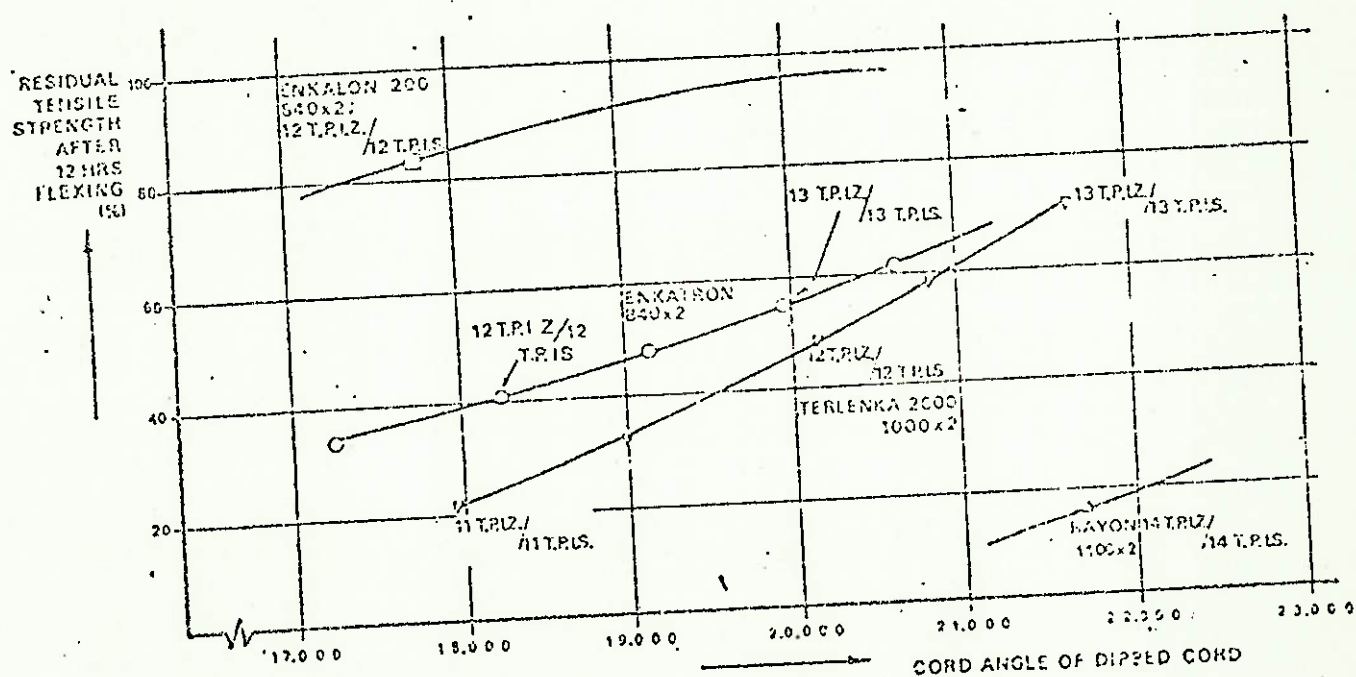 RESIDUAL
TENSILE
STRENGTH
AFTER
12 HRS
FLEXING
(%)
100
80
60
40
20
ENKALON 200
840x2;
12 T.P.I.Z./
/12 T.P.I.S.
13 T.P.I.Z./
/13 T.P.I.S.
13 T.P.I.Z./
/13 T.P.I.S.
ENKATRON
840x2
12 T.P.I.Z/12
T.P.I.S
12 T.P.I.Z./
/12 T.P.I.S
TERLENKA 2000
1000x2
11 T.P.I.Z./
/11 T.P.I.S.
RAYON 14 T.P.I.Z/
1100x2 /14 T.P.I.S.
17.000
18.000
19.000
20.000
21.000
22.000
23.000
CORD ANGLE OF DIPPED CORD